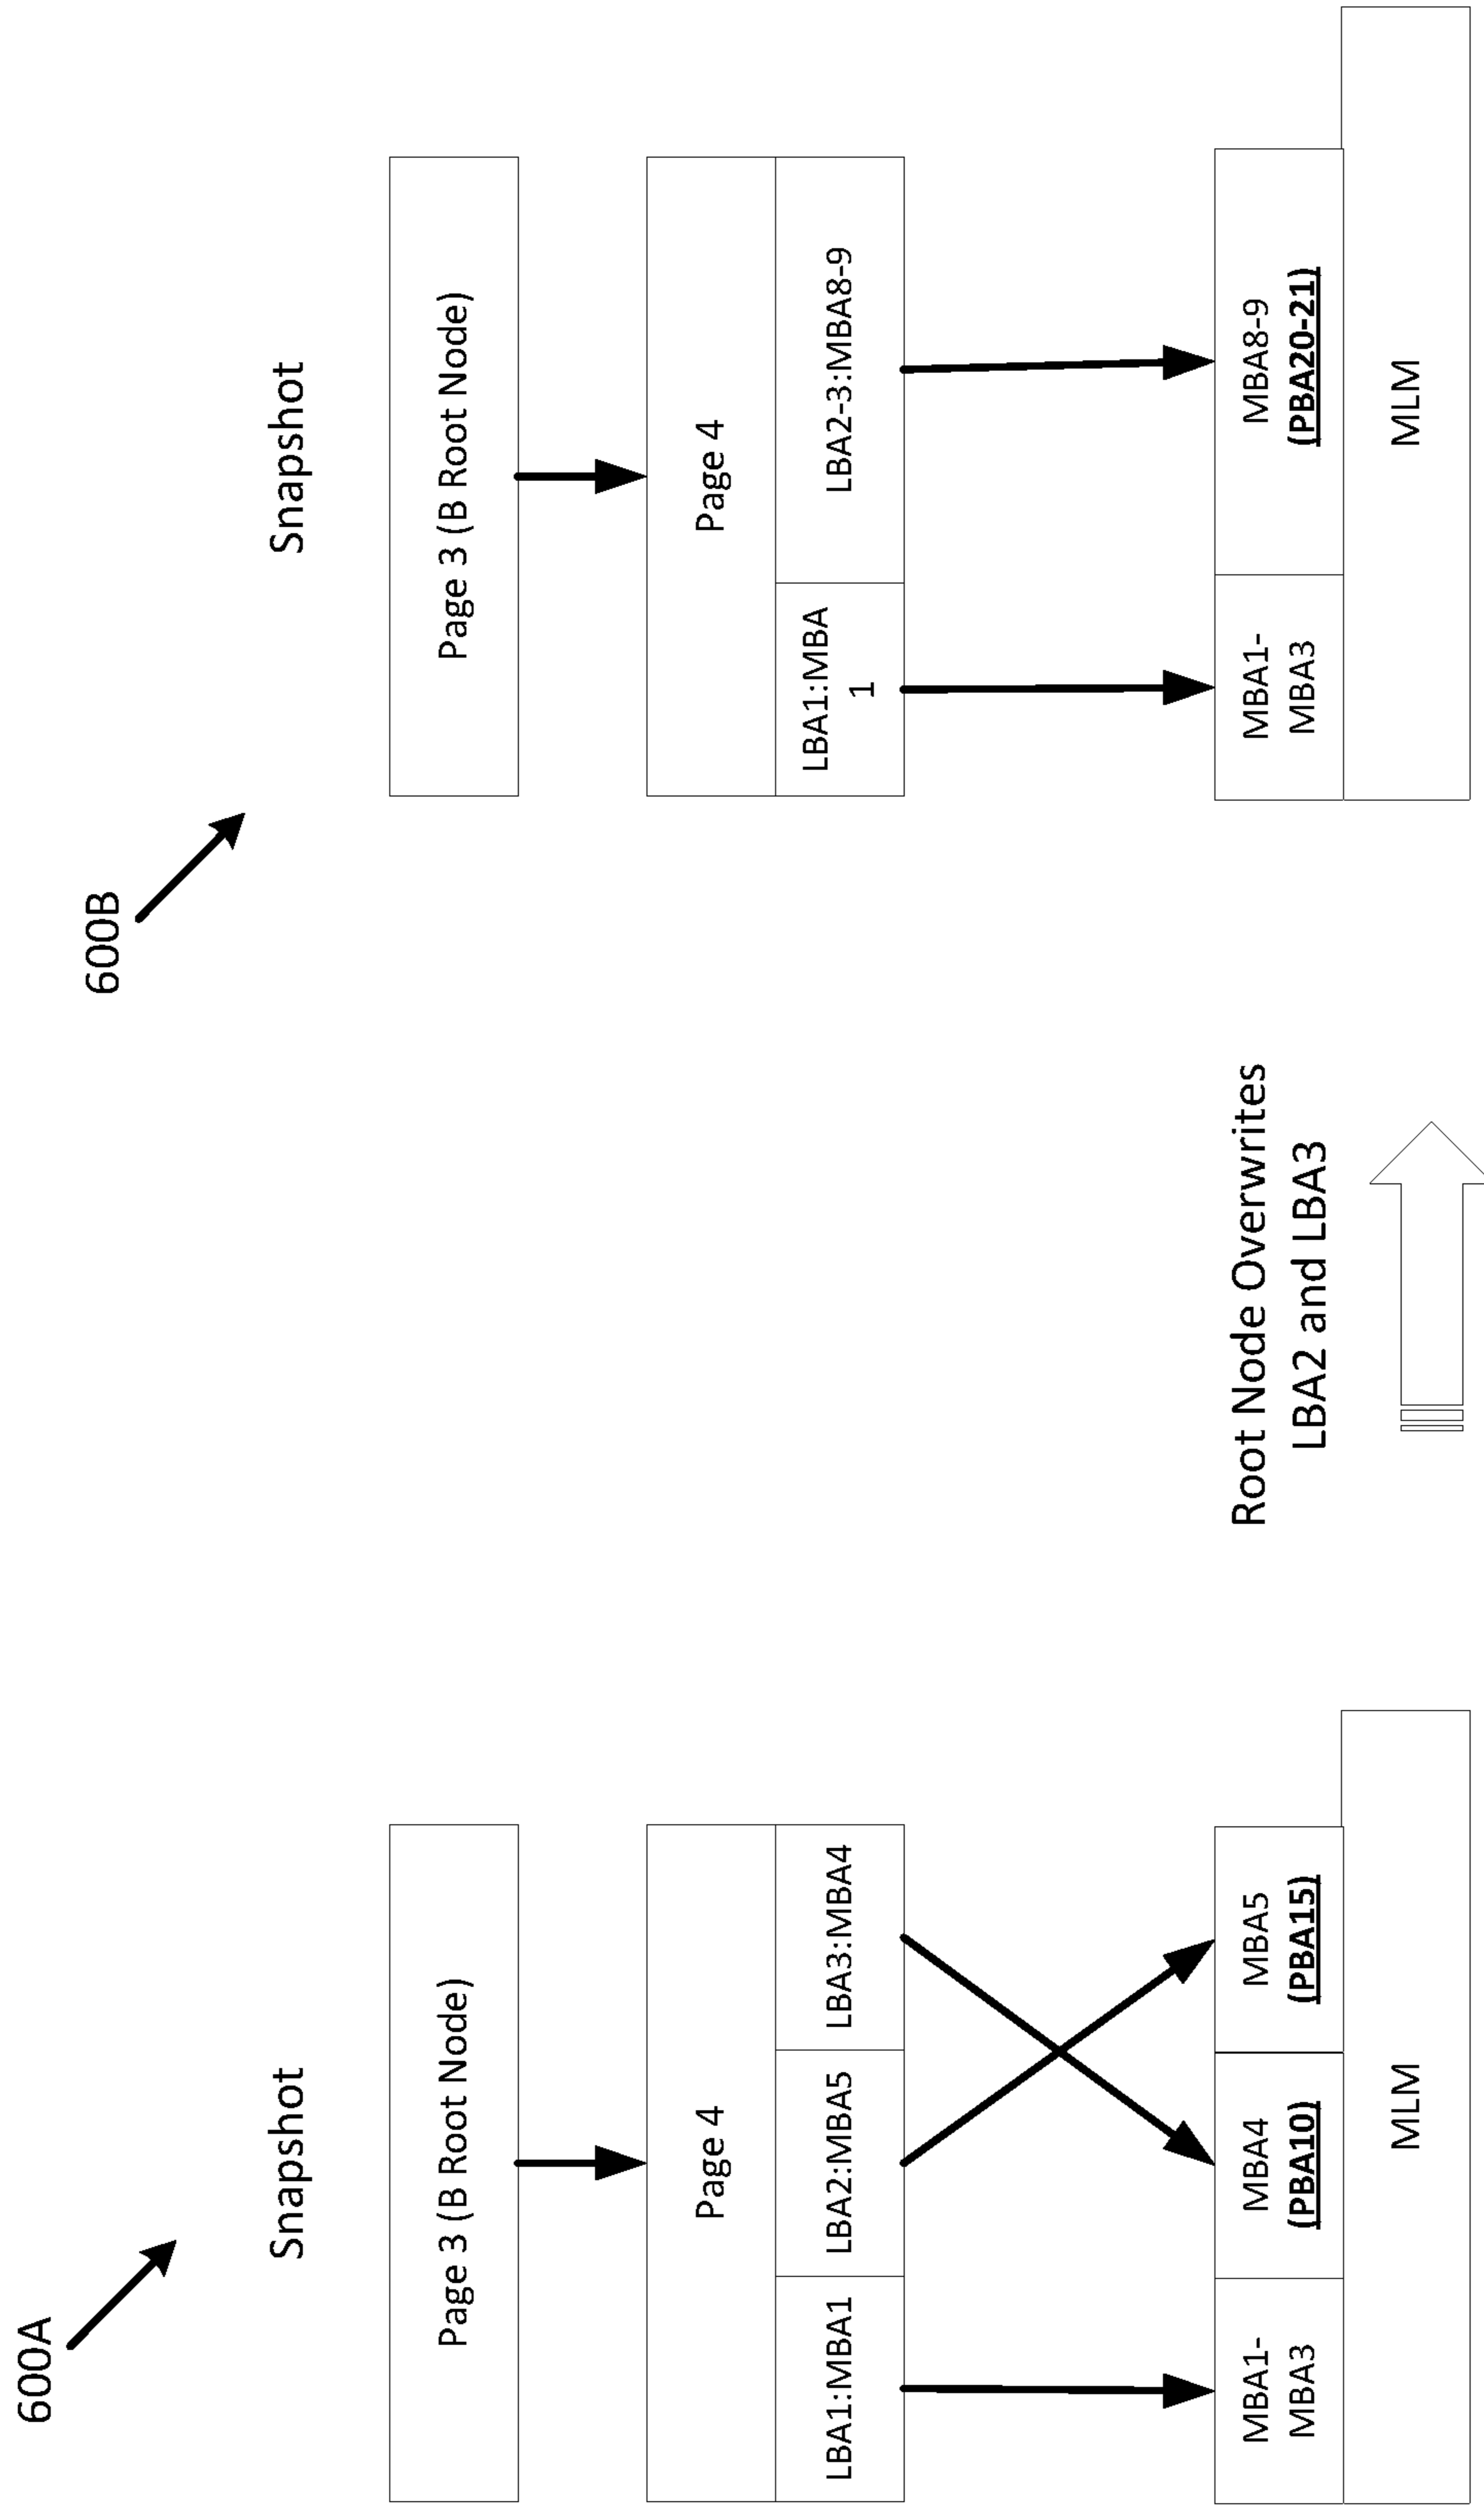 600A
Snapshot
Page 3 (B Root Node)
Page 4
LBA1:MBA1
LBA2:MBA5
LBA3:MBA4
MBA1-
MBA3
MBA4
(PBA10)
MBA5
(PBA15)
MLM
Root Node Overwrites
LBA2 and LBA3
600B
Snapshot
Page 3 (B Root Node)
Page 4
LBA1:MBA
1
LBA2-3:MBA8-9
MBA1-
MBA3
MBA8-9
(PBA20-21)
MLM